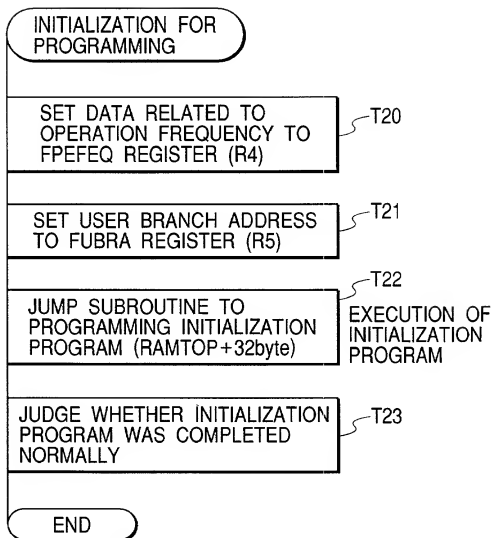 INITIALIZATION FOR
PROGRAMMING
SET DATA RELATED TO
OPERATION FREQUENCY TO
FPEFEQ REGISTER (R4)
T20
SET USER BRANCH ADDRESS
TO FUBRA REGISTER (R5)
T21
JUMP SUBROUTINE TO
PROGRAMMING INITIALIZATION
PROGRAM (RAMTOP+32byte)
T22
EXECUTION OF
INITIALIZATION
PROGRAM
JUDGE WHETHER INITIALIZATION
PROGRAM WAS COMPLETED
NORMALLY
T23
END